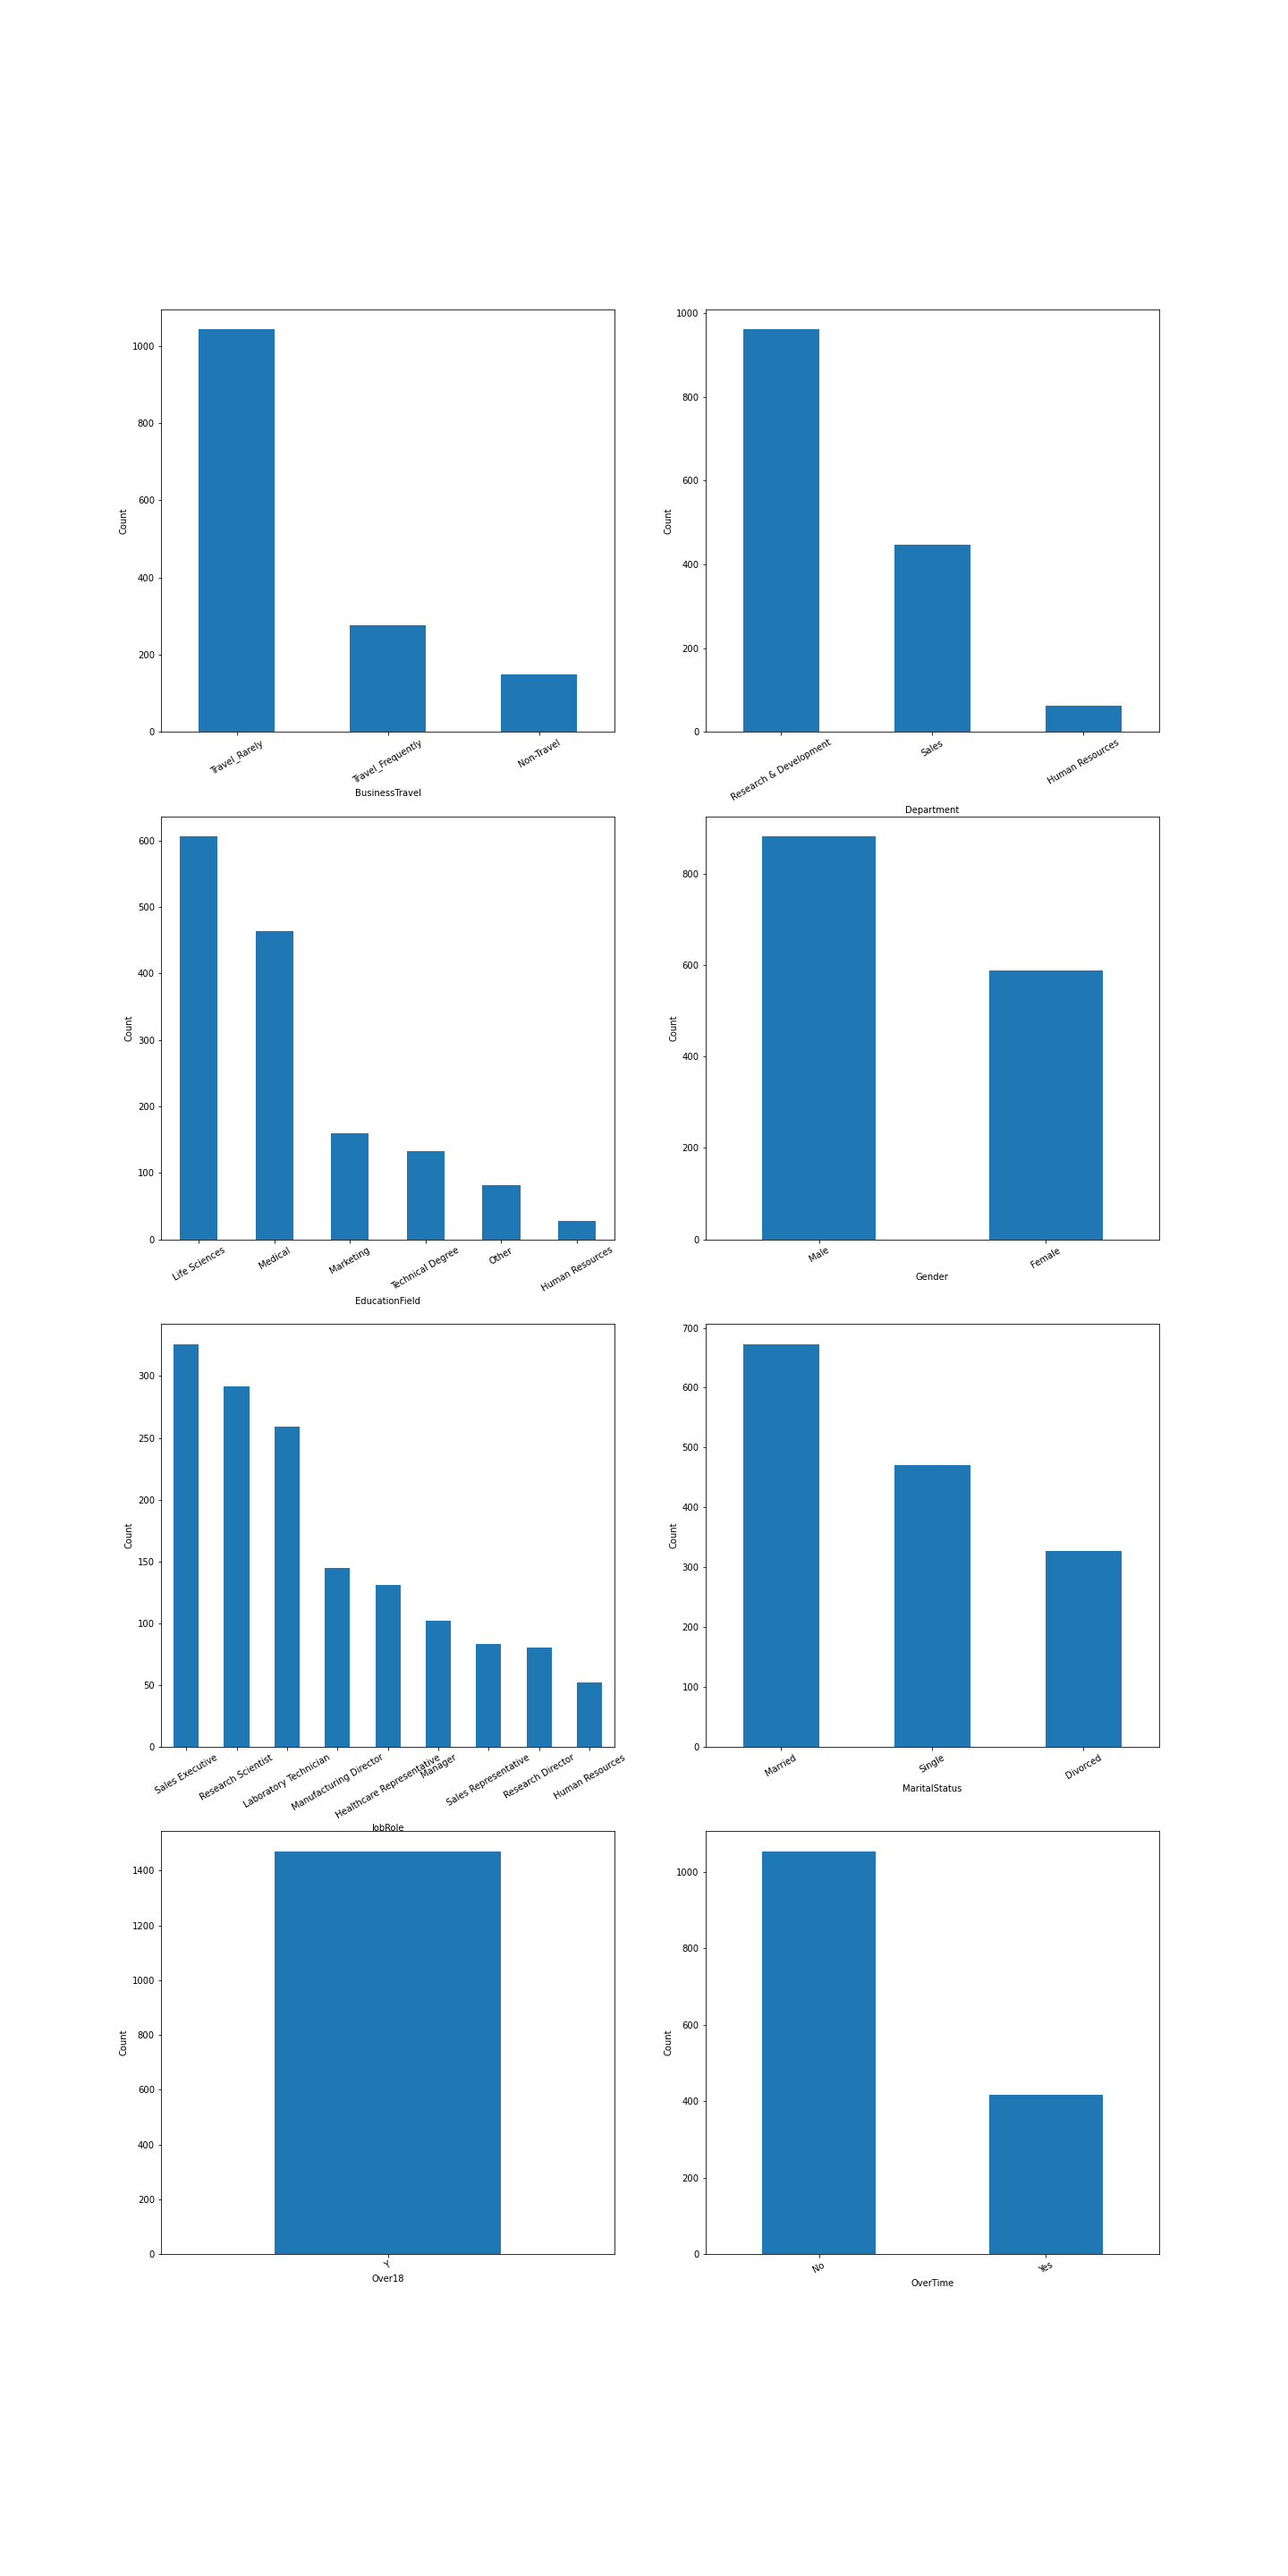 1000
800
600
400
200
0
Count
Travel_Rarely
Travel_Frequently
Non-Travel
BusinessTravel
1000
800
600
400
200
0
Count
Research & Development
Sales
Human Resources
Department
600
500
400
300
200
100
0
Count
Life Sciences
Medical
Marketing
Technical Degree
Other
Human Resources
EducationField
800
600
400
200
0
Count
Male
Female
Gender
300
250
200
150
100
50
0
Count
Sales Executive
Research Scientist
Laboratory Technician
Manufacturing Director
Healthcare Representative
Manager
Sales Representative
Research Director
Human Resources
JobRole
700
600
500
400
300
200
100
0
Count
Married
Single
Divorced
MaritalStatus
1400
1200
1000
800
600
400
200
0
Count
Y
Over18
1000
800
600
400
200
0
Count
No
Yes
OverTime